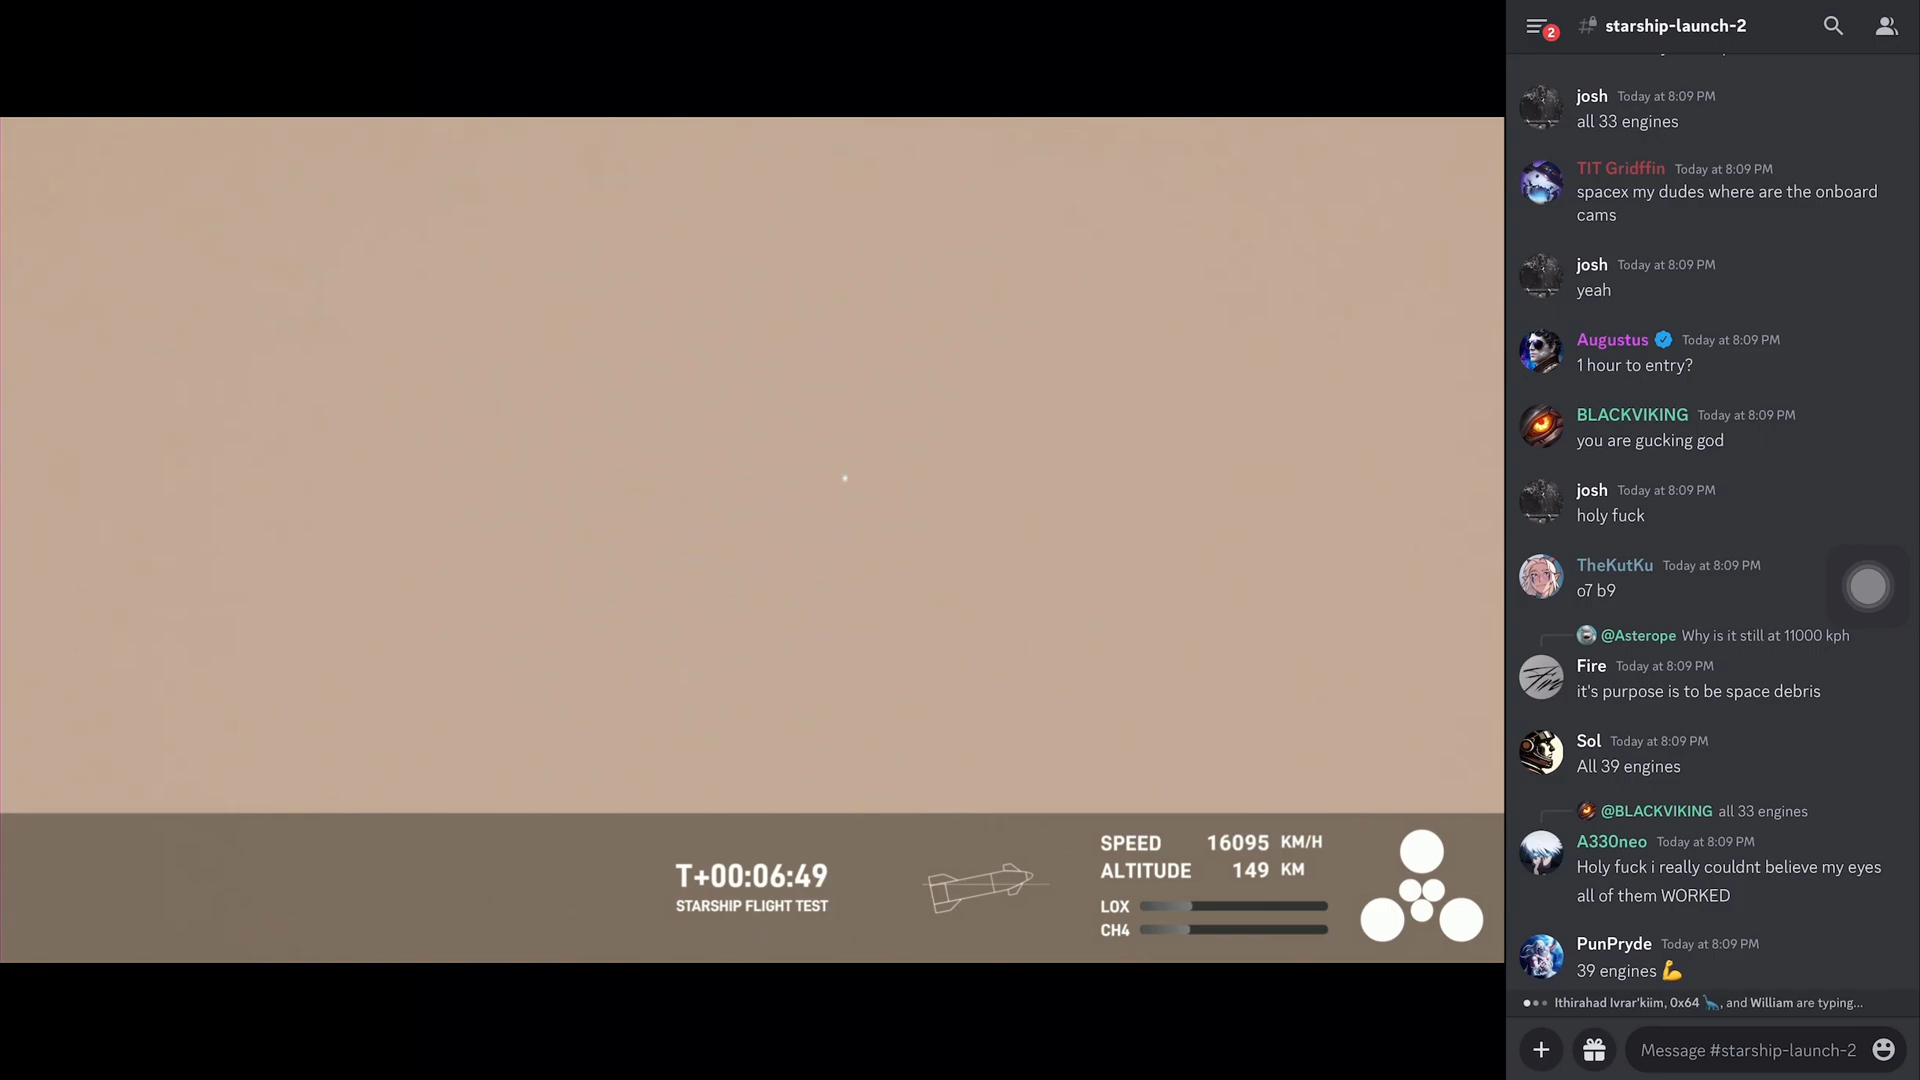 T+00:06:49
STARSHIP FLIGHT TEST
SPEED 16095 KM/H
ALTITUDE 149 KM
LOX
CH4
2
starship-launch-2
josh Today at 8:09 PM
all 33 engines
TIT Gridffin Today at 8:09 PM
spacex my dudes where are the onboard
cams
josh Today at 8:09 PM
yeah
Augustus Today at 8:09 PM
1 hour to entry?
BLACKVIKING Today at 8:09 PM
you are gucking god
josh Today at 8:09 PM
holy fuck
TheKutKu Today at 8:09 PM
o7 b9
@Asterope Why is it still at 11000 kph
Fire Today at 8:09 PM
it's purpose is to be space debris
Sol Today at 8:09 PM
All 39 engines
@BLACKVIKING all 33 engines
A330neo Today at 8:09 PM
Holy fuck i really couldnt believe my eyes
all of them WORKED
PunPryde Today at 8:09 PM
39 engines 💪
Ithirahad Ivrar'kiim, 0x64 🦕, and William are typing...
Message #starship-launch-2